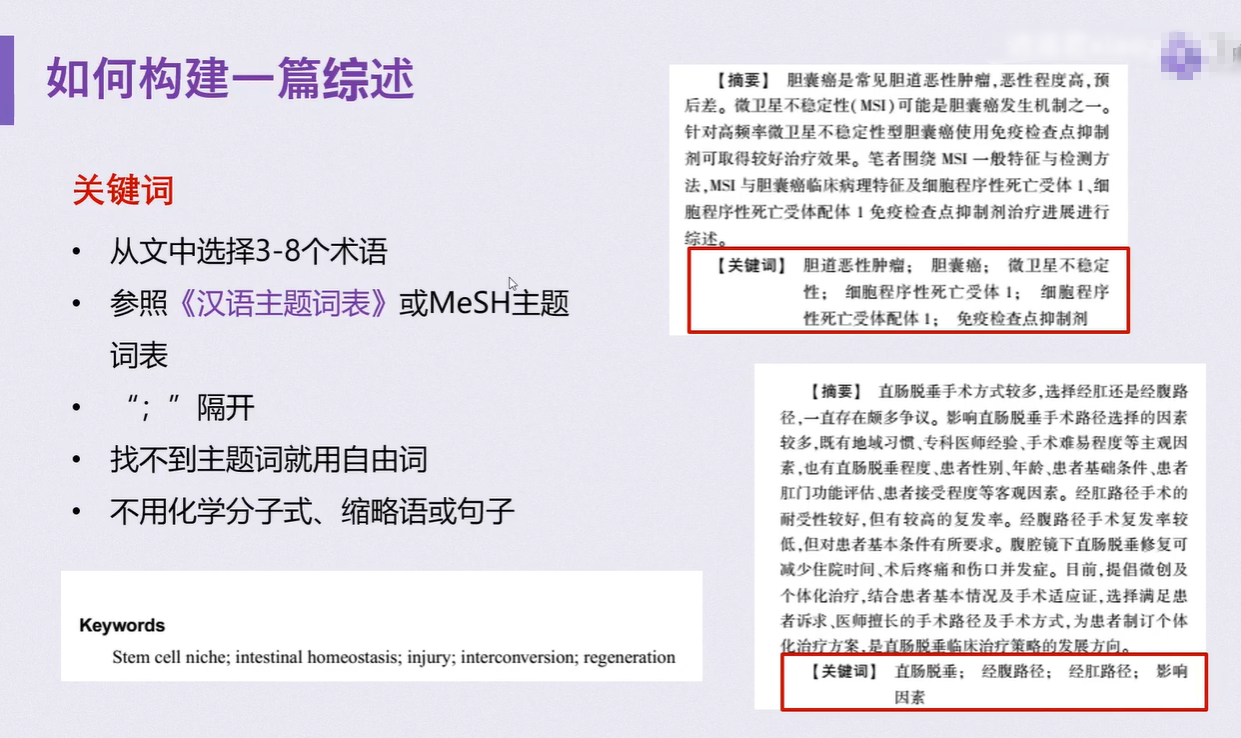 如何构建一篇综述
关键词
• 从文中选择3-8个术语
• 参照《汉语主题词表》或MeSH主题
词表
• “；”隔开
• 找不到主题词就用自由词
• 不用化学分子式、缩略语或句子
Keywords
Stem cell niche; intestinal homeostasis; injury; interconversion; regeneration
【摘要】 胆囊癌是常见胆道恶性肿瘤,恶性程度高,预
后差。微卫星不稳定性(MSI)可能是胆囊癌发生机制之一。
针对高频率微卫星不稳定性型胆囊癌使用免疫检查点抑制
剂可取得较好治疗效果。笔者围绕 MSI 一般特征与检测方
法,MSI 与胆囊癌临床病理特征及细胞程序性死亡受体 1、细
胞程序性死亡受体配体 1 免疫检查点抑制剂治疗进展进行
综述。
【关键词】 胆道恶性肿瘤； 胆囊癌； 微卫星不稳定
性； 细胞程序性死亡受体 1； 细胞程序
性死亡受体配体 1； 免疫检查点抑制剂
【摘要】 直肠脱垂手术方式较多,选择经肛还是经腹路
径,一直存在颇多争议。影响直肠脱垂手术路径选择的因素
较多,既有地域习惯、专科医师经验、手术难易程度等主观因
素,也有直肠脱垂程度、患者性别、年龄、患者基础条件、患者
肛门功能评估、患者接受程度等客观因素。经肛路径手术的
耐受性较好,但有较高的复发率。经腹路径手术复发率较
低,但对患者基本条件有所要求。腹腔镜下直肠脱垂修复可
减少住院时间、术后疼痛和伤口并发症。目前,提倡微创及
个体化治疗,结合患者基本情况及手术适应证,选择满足患
者诉求、医师擅长的手术路径及手术方式,为患者制订个体
化治疗方案,是直肠脱垂临床治疗策略的发展方向。
【关键词】 直肠脱垂； 经腹路径； 经肛路径； 影响
因素